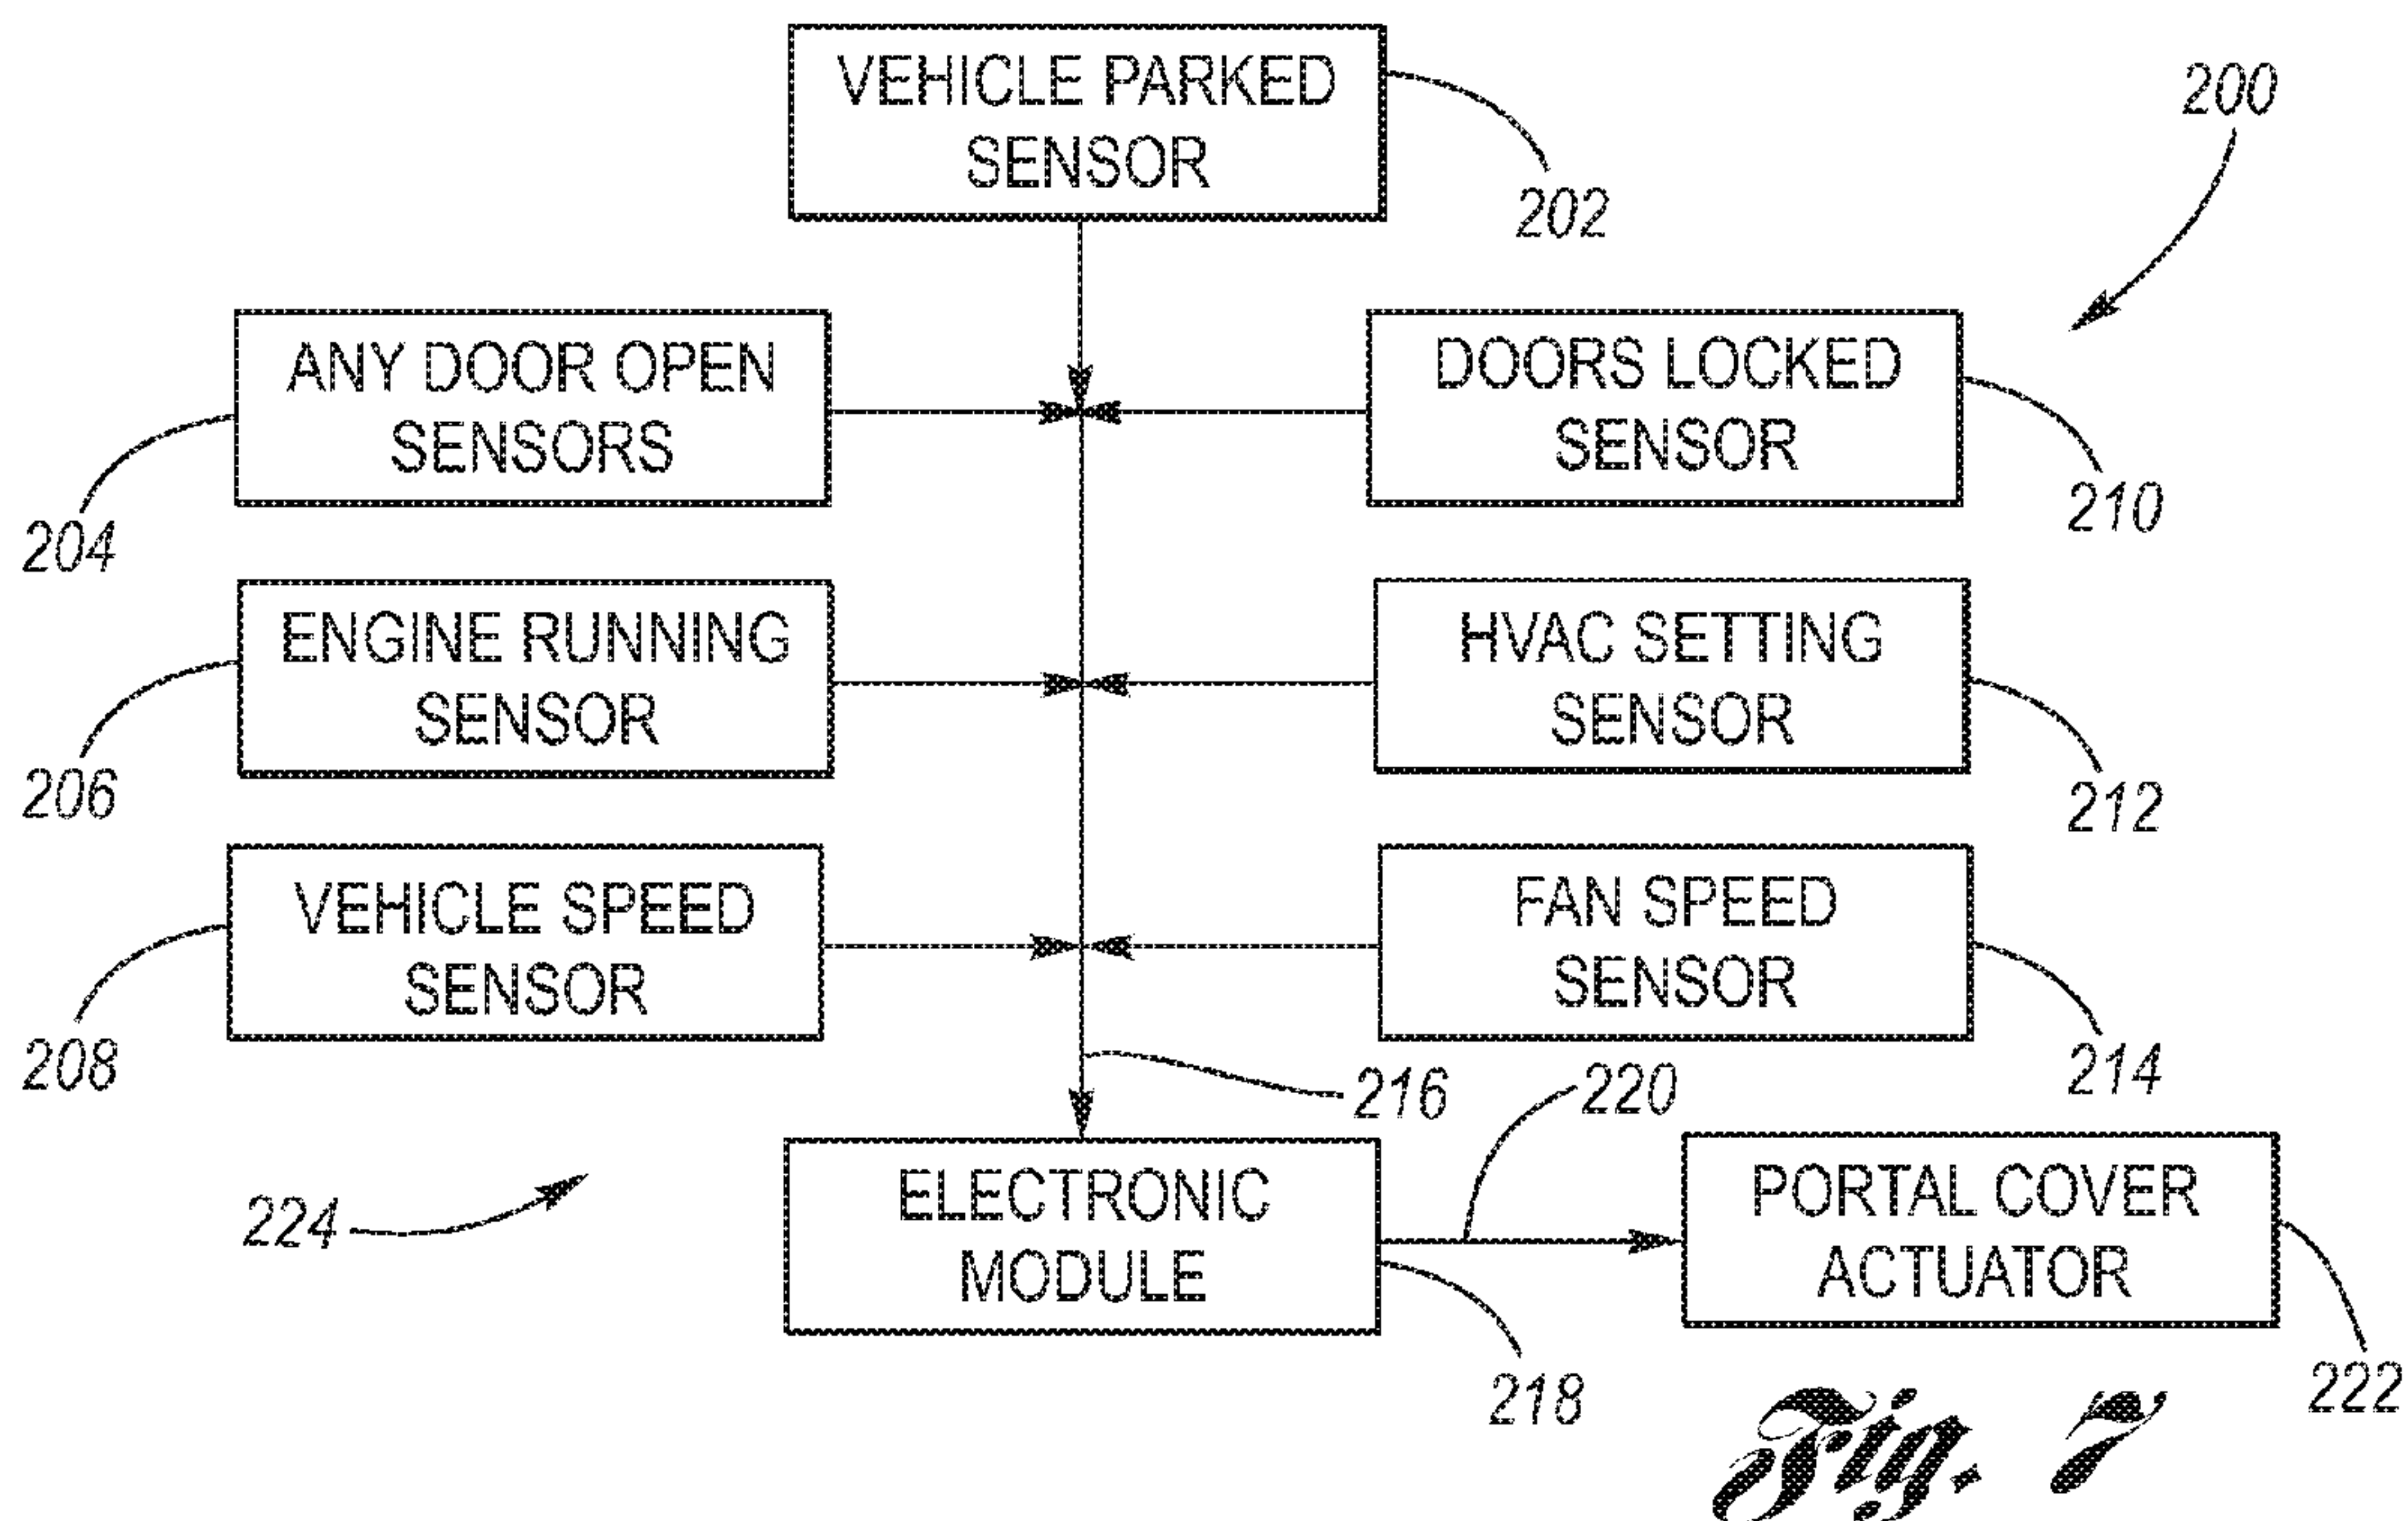 VEHICLE PARKED
SENSOR
202
200
ANY DOOR OPEN
SENSORS
204
DOORS LOCKED
SENSOR
210
ENGINE RUNNING
SENSOR
206
HVAC SETTING
SENSOR
212
VEHICLE SPEED
SENSOR
208
FAN SPEED
SENSOR
214
216
220
224
ELECTRONIC
MODULE
218
PORTAL COVER
ACTUATOR
222
Fig. 7